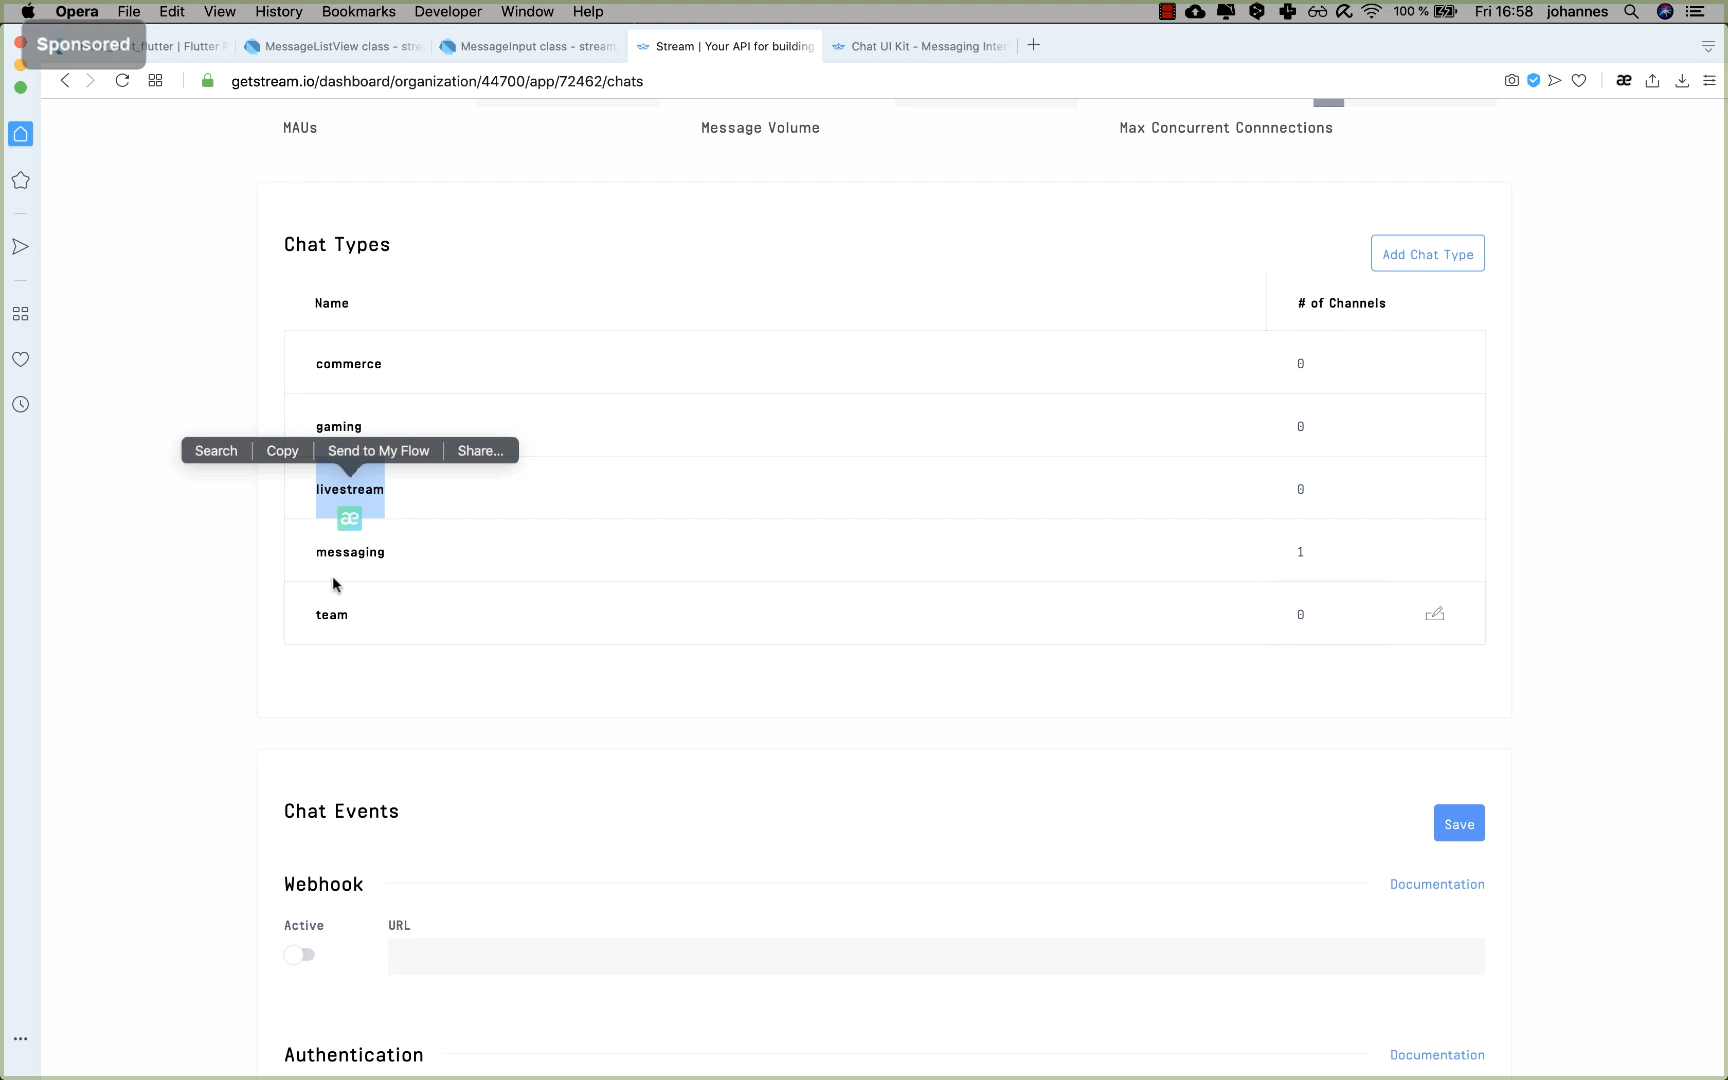 Opera File Edit View History Bookmarks Developer Window Help 100 % Fri 16:58 johannes
Sponsored
_flutter | Flutter P MessageListView class - stre MessageInput class - stream_ Stream | Your API for building Chat UI Kit - Messaging Inter
getstream.io/dashboard/organization/44700/app/72462/chats
MAUs Message Volume Max Concurrent Connnections
Chat Types
Add Chat Type
Name # of Channels
commerce 0
gaming 0
Search Copy Send to My Flow Share...
livestream 0
æ
messaging 1
team 0
Chat Events
Save
Webhook Documentation
Active URL
Authentication Documentation